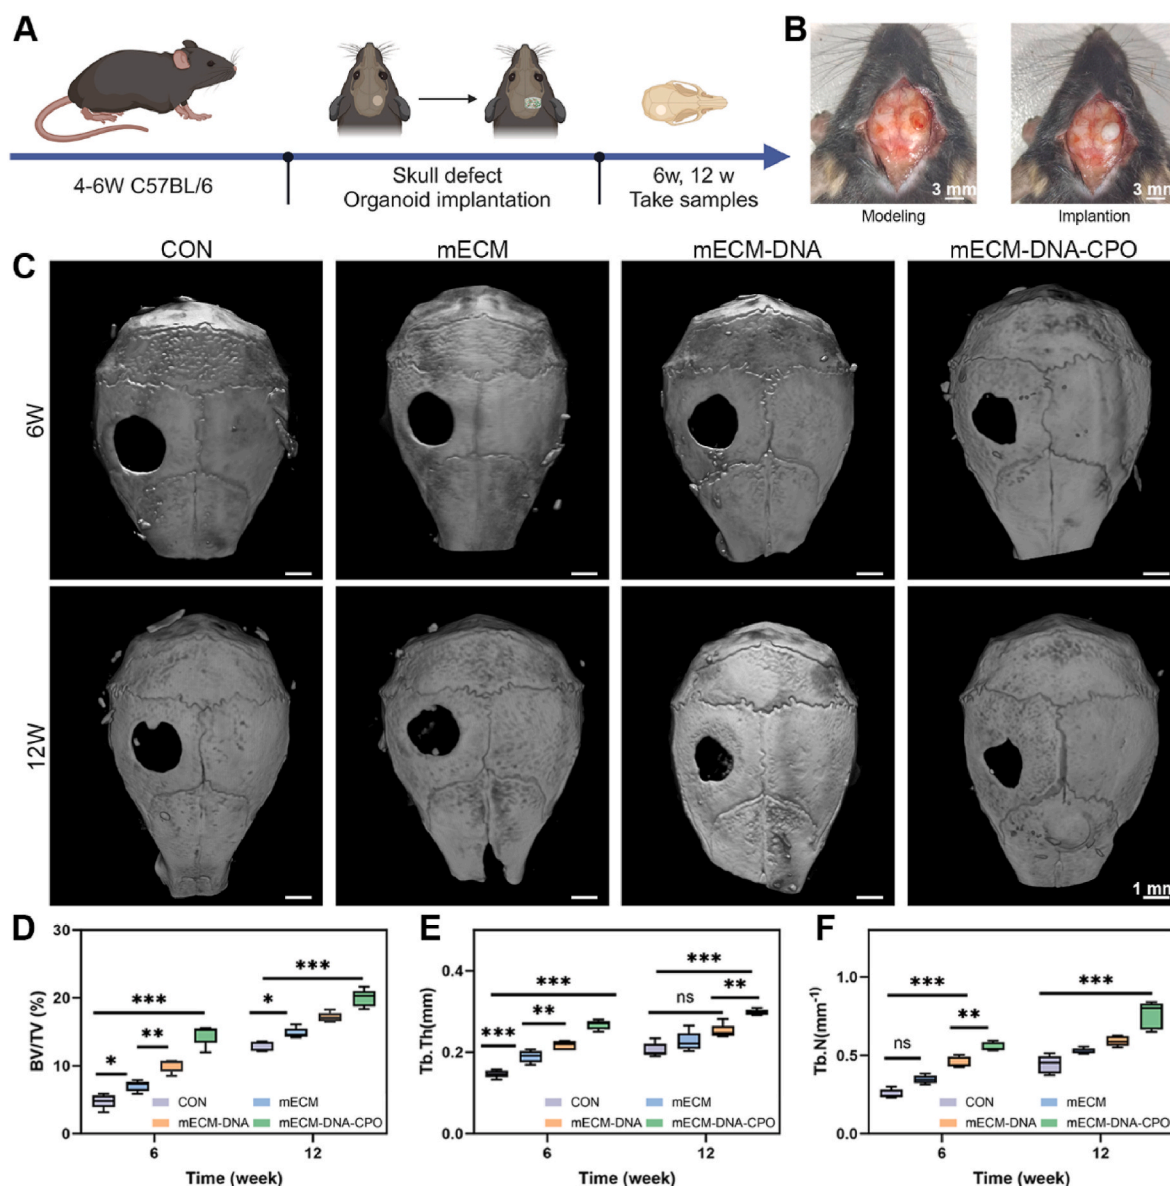 A
4-6W C57BL/6
Skull defect
Organoid implantation
6w, 12 w
Take samples
B
3 mm
3 mm
Modeling
Implantion
C
CON
mECM
mECM-DNA
mECM-DNA-CPO
6W
12W
1 mm
D
BV/TV (%)
30
20
10
0
*
**
***
*
***
CON
mECM
mECM-DNA
mECM-DNA-CPO
6
12
Time (week)
E
Tb.Th(mm)
0.4
0.2
0.0
***
**
***
ns
**
***
CON
mECM
mECM-DNA
mECM-DNA-CPO
6
12
Time (week)
F
Tb.N(mm⁻¹)
1.0
0.5
0.0
ns
***
**
***
CON
mECM
mECM-DNA
mECM-DNA-CPO
6
12
Time (week)